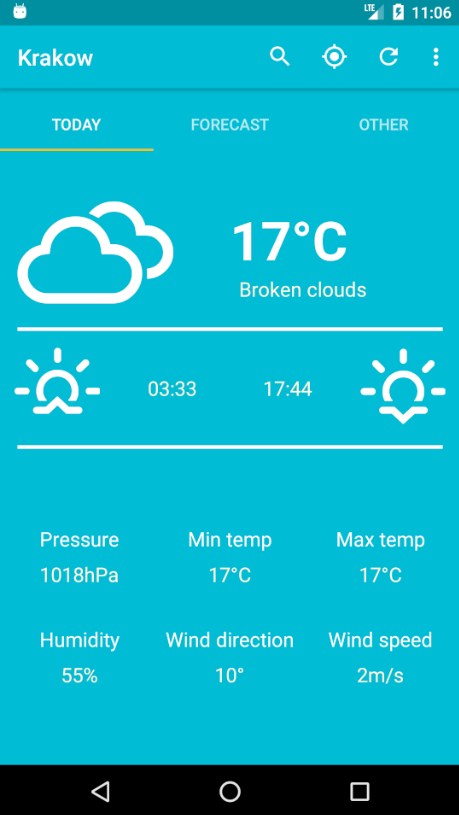 LTE 11:06
Krakow
TODAY FORECAST OTHER
17°C
Broken clouds
03:33 17:44
Pressure Min temp Max temp
1018hPa 17°C 17°C
Humidity Wind direction Wind speed
55% 10° 2m/s